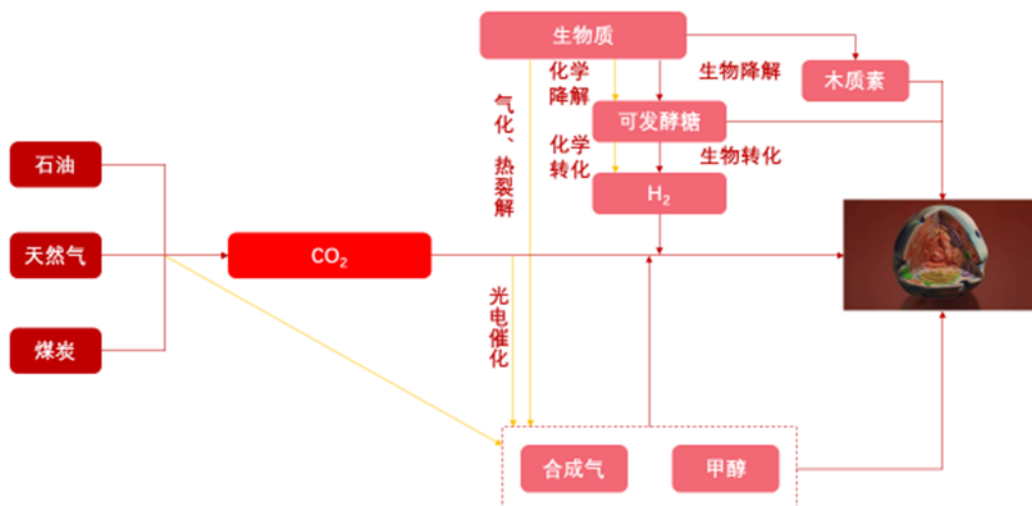 生物质
化学
降解
生物降解
木质素
气化、热裂解
可发酵糖
化学
转化
生物转化
石油
H₂
天然气
CO₂
光电催化
煤炭
合成气
甲醇